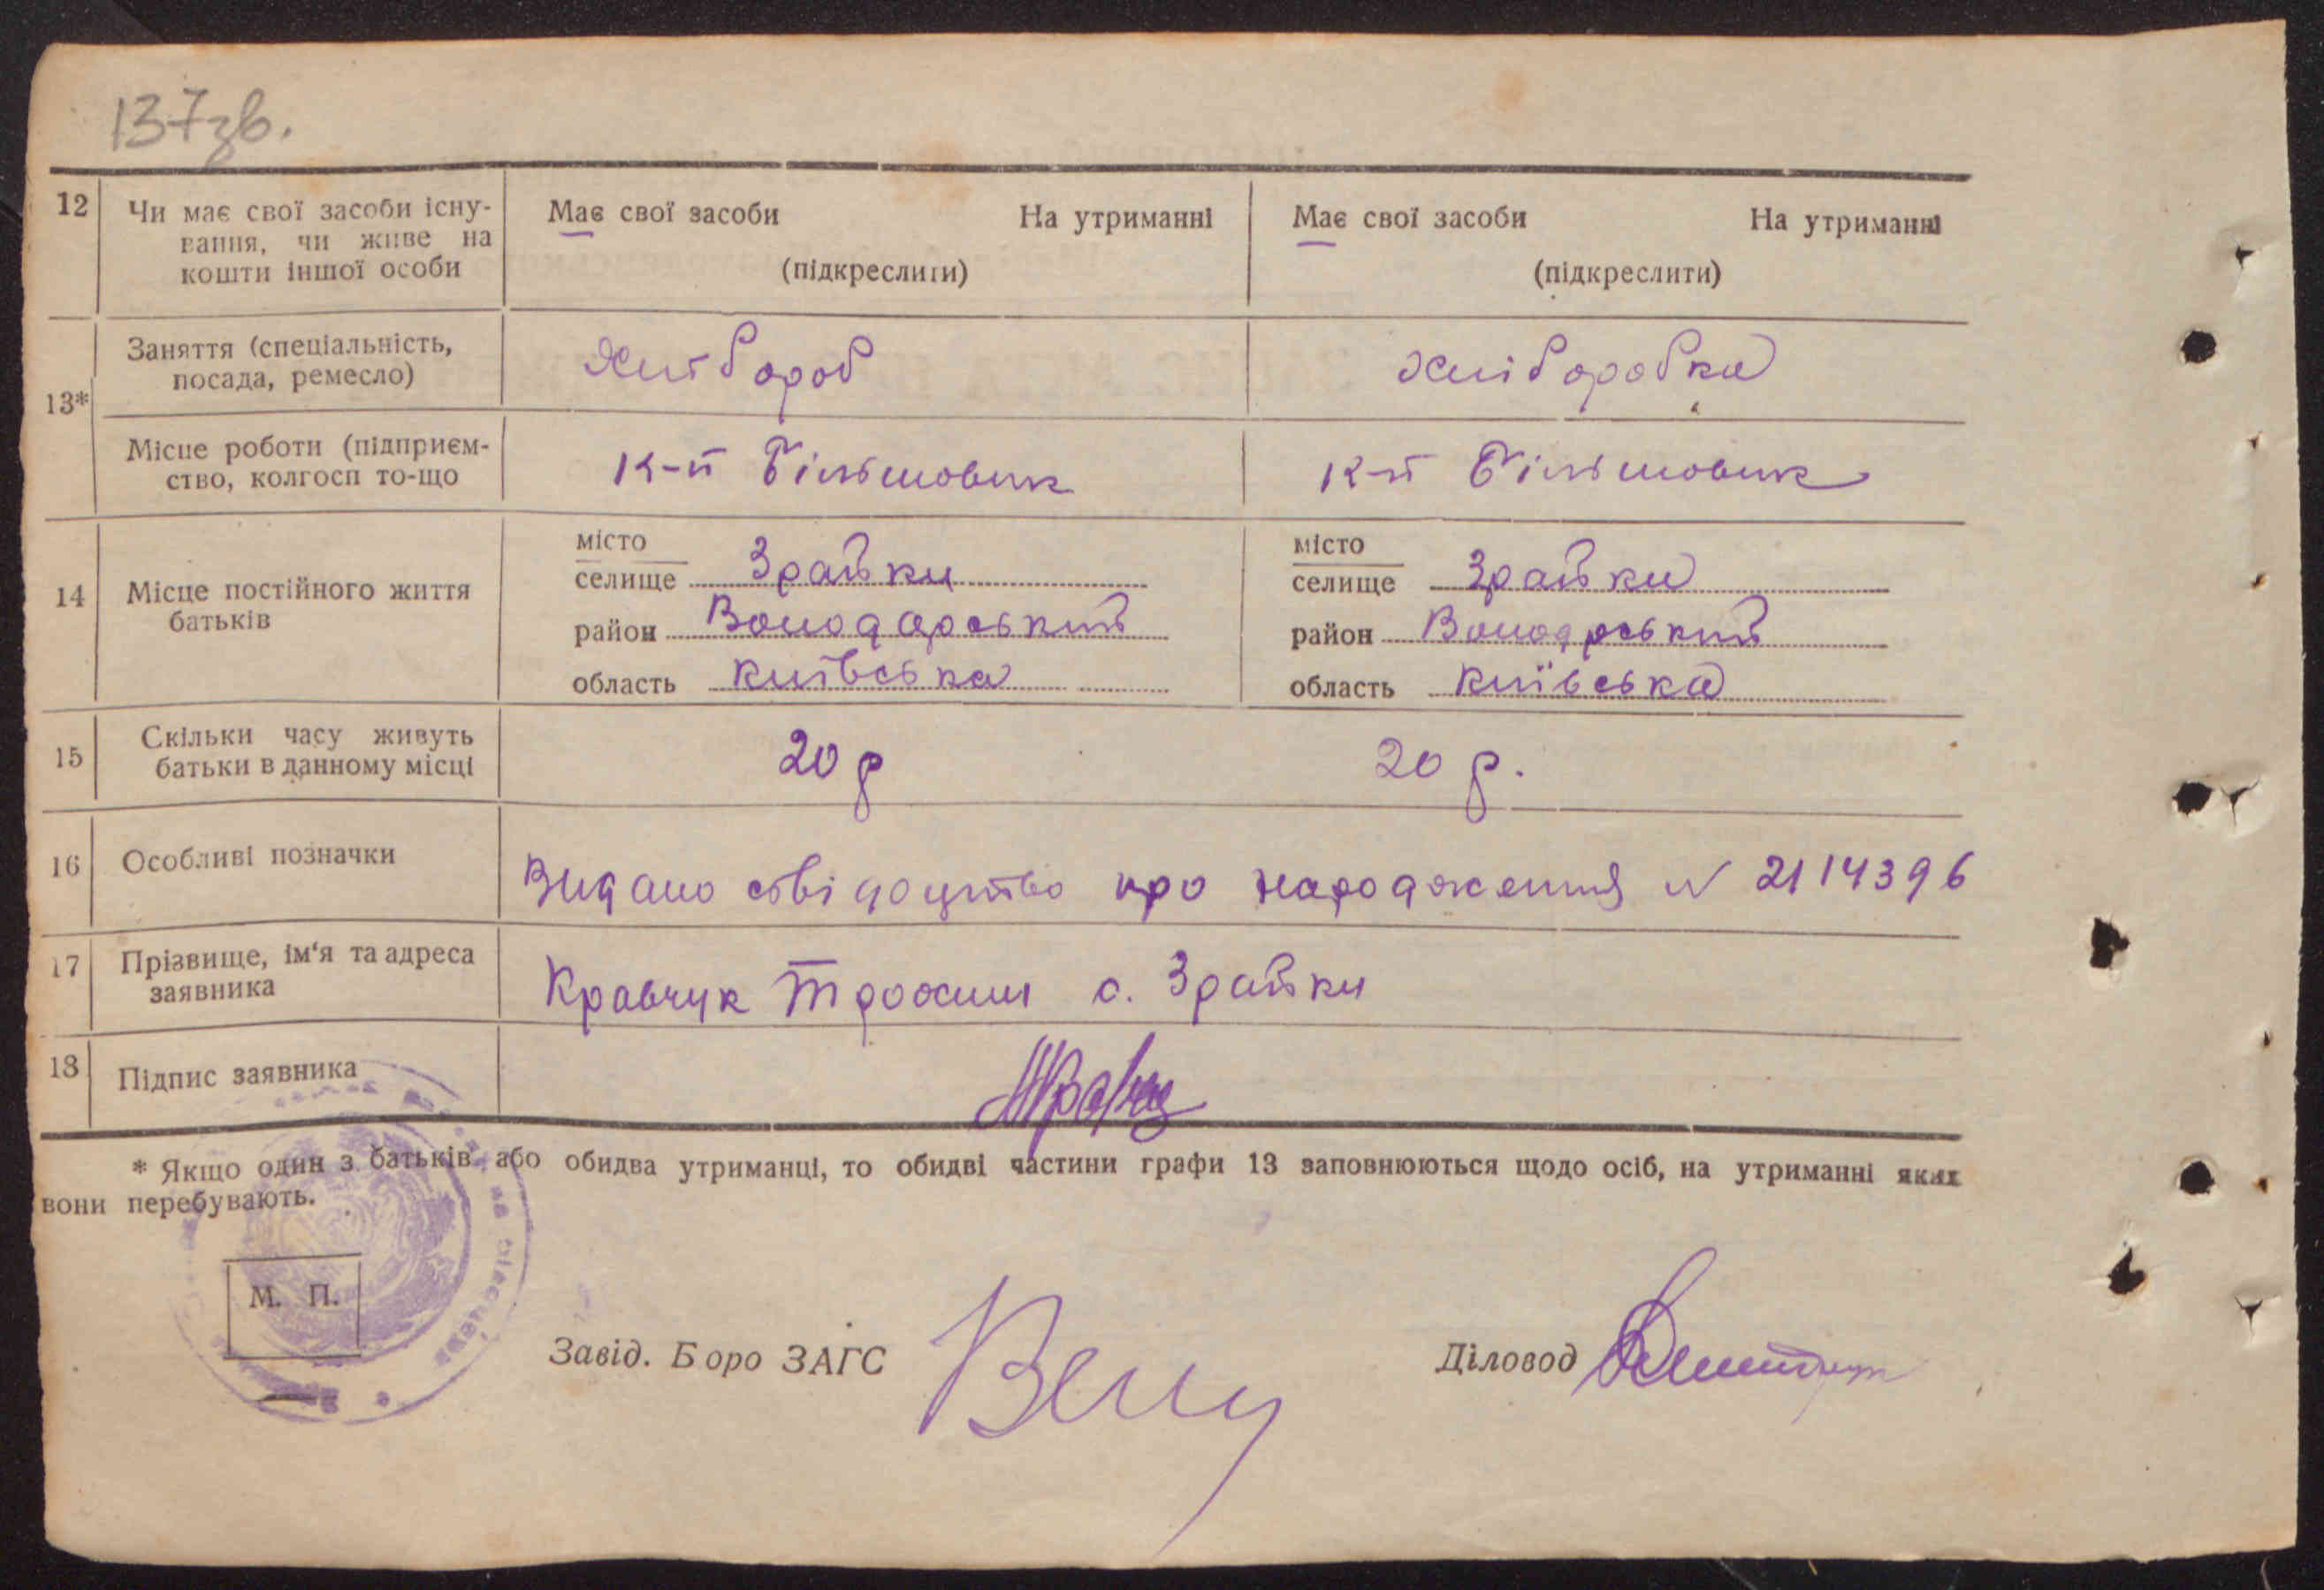 137зв.
12 Чи має свої засоби існу-
вання, чи живе на
кошти іншої особи
Має свої засоби На утриманні
(підкреслити)
Має свої засоби На утриманні
(підкреслити)
13*
Заняття (спеціальність,
посада, ремесло)
Хлібороб
хліборобка
Місце роботи (підприєм-
ство, колгосп то-що
к-п Більшовик
к-п Більшовик
14 Місце постійного життя
батьків
місто
селище Зрайки
район Володарський
область Київська
місто
селище Зрайки
район Володрський
область Київська
15 Скільки часу живуть
батьки в данному місці
20 р
20 р.
16 Особливі позначки
Видано свідоцтво про народження N 2114396
17 Прізвище, ім'я та адреса
заявника
Кравчук Трохим с. Зрайки
18 Підпис заявника
* Якщо один з батьків або обидва утриманці, то обидві частини графи 13 заповнюються щодо осіб, на утриманні яких
вони перебувають.
М. П.
Завід. Боро ЗАГС
Діловод